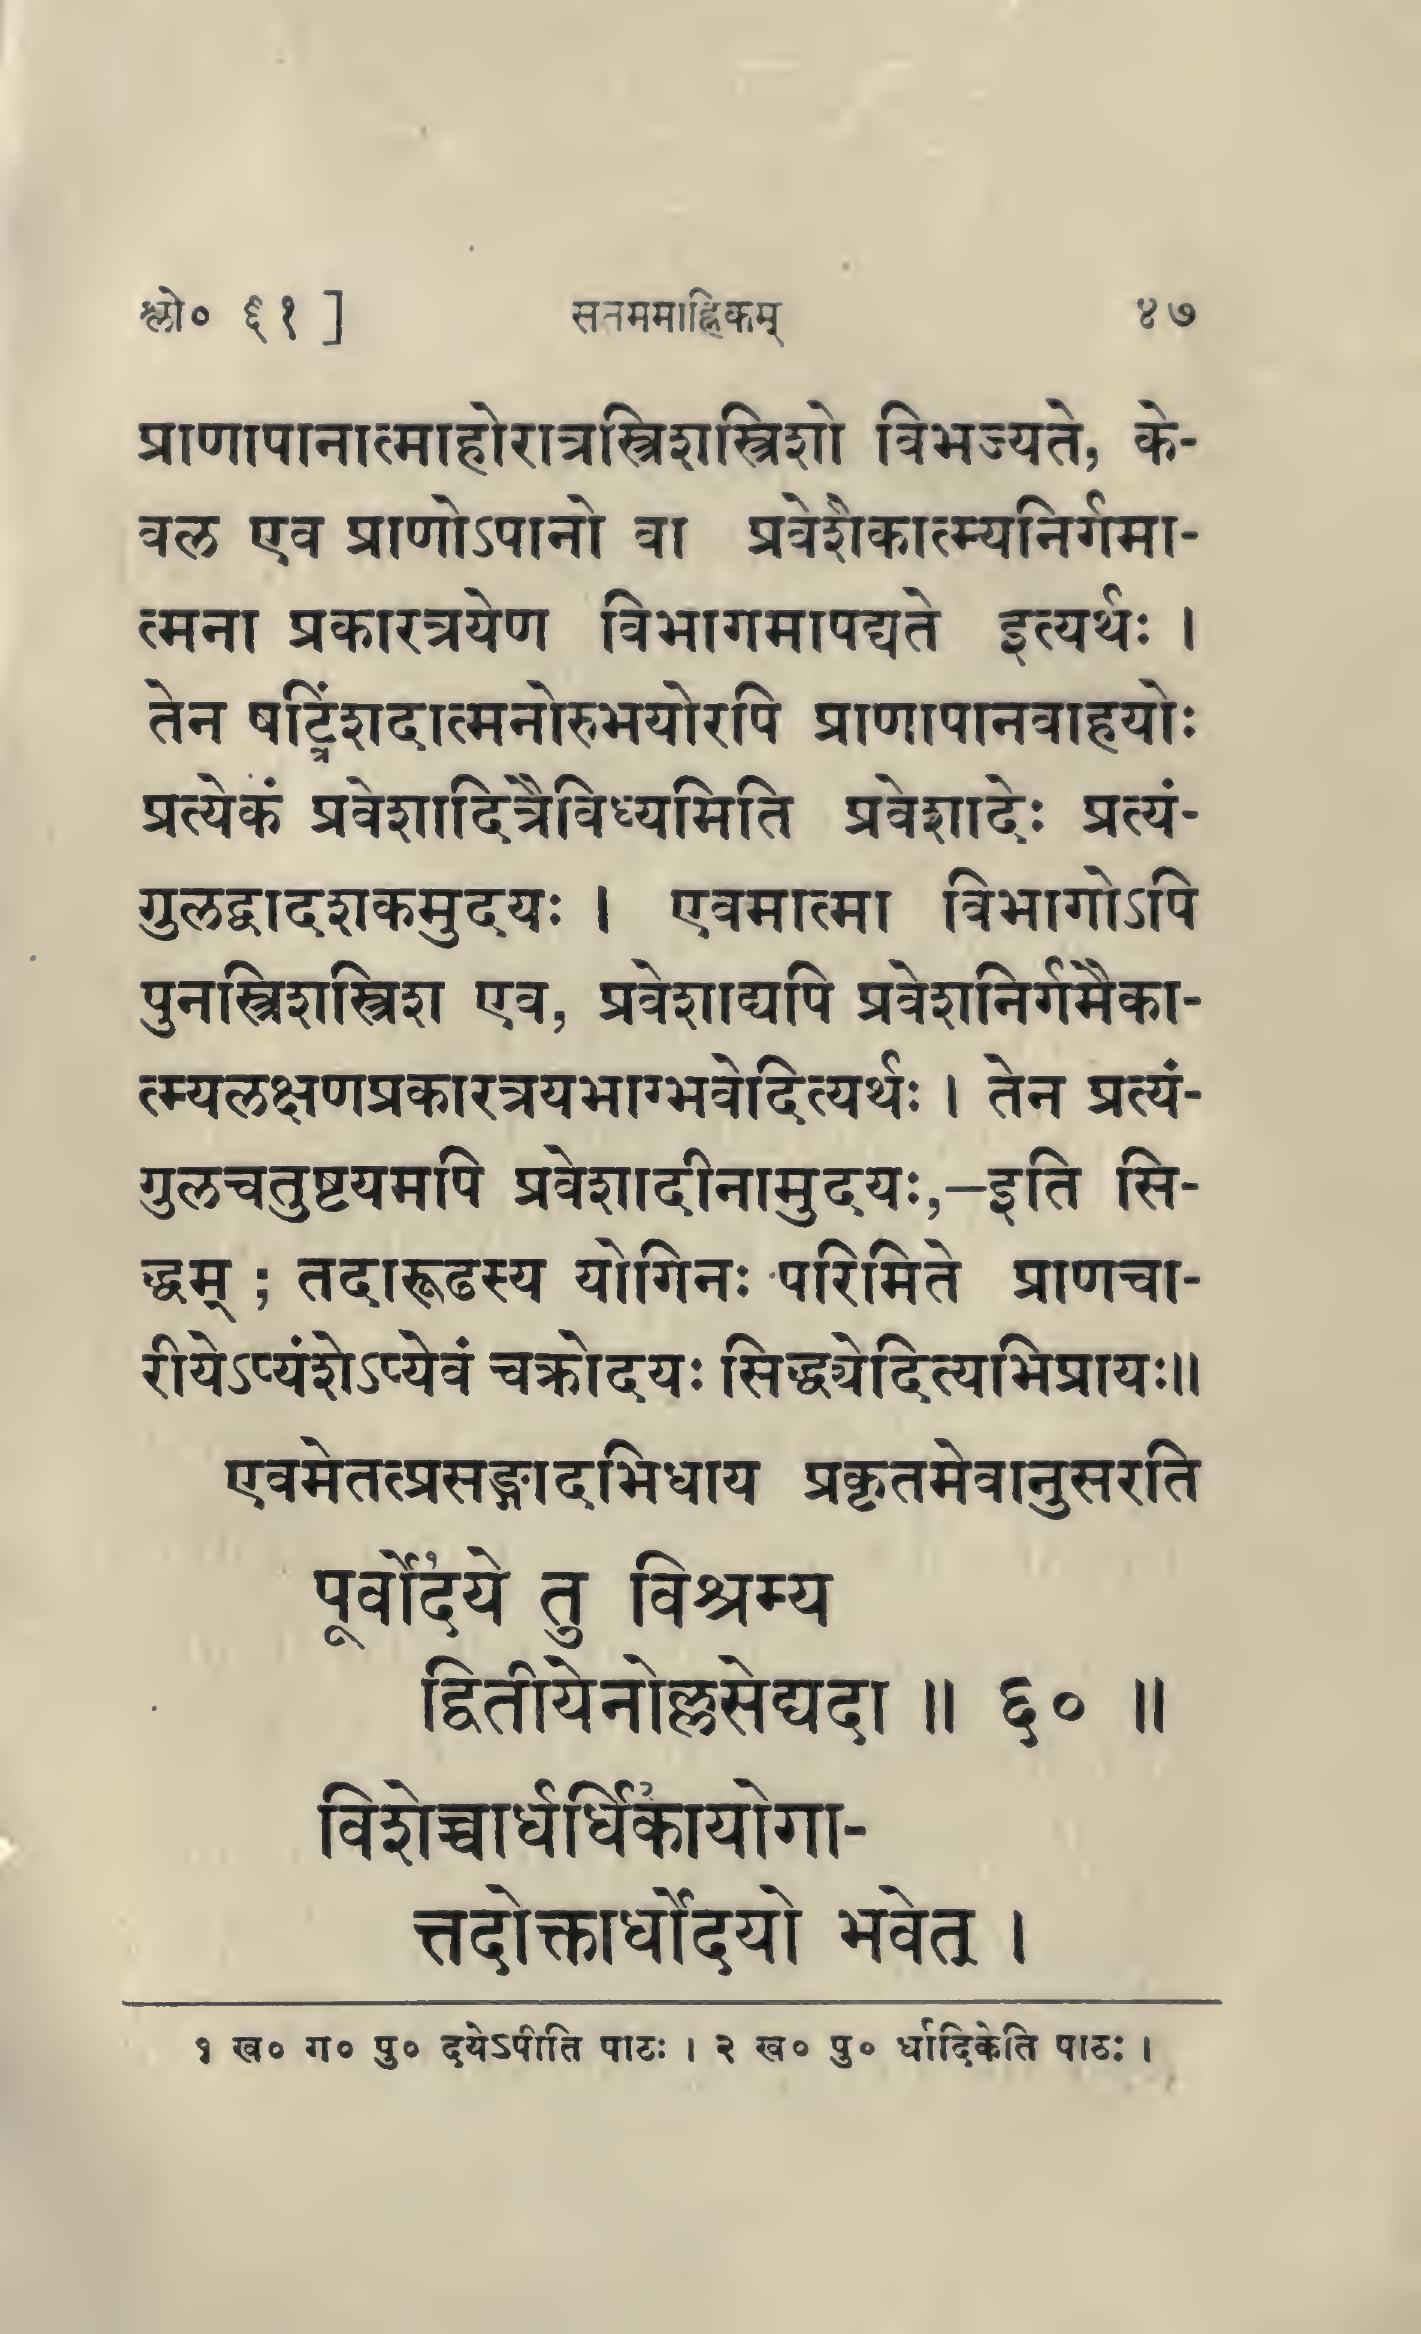 श्लो० ६१ ] सप्तममाह्निकम् ४७
प्राणापानात्माहोरात्रस्त्रिशस्त्रिशो विभज्यते, के-
वल एव प्राणोऽपानो वा प्रवेशैकात्म्यनिर्गमा-
त्मना प्रकारत्रयेण विभागमापद्यते इत्यर्थः ।
तेन षट्त्रिंशदात्मनोरुभयोरपि प्राणापानवाहयोः
प्रत्येकं प्रवेशादित्रैविध्यमिति प्रवेशादेः प्रत्यं-
गुलद्वादशकमुदयः । एवमात्मा विभागोऽपि
पुनस्त्रिशस्त्रिश एव, प्रवेशाद्यपि प्रवेशनिर्गमैका-
त्म्यलक्षणप्रकारत्रयभाग्भवेदित्यर्थः । तेन प्रत्यं-
गुलचतुष्टयमपि प्रवेशादीनामुदयः,—इति सि-
द्धम् ; तदारूढस्य योगिनः परिमिते प्राणचा-
रीयेऽप्यंशेऽप्येवं चक्रोदयः सिद्ध्येदित्यभिप्रायः॥
एवमेतत्प्रसङ्गादभिधाय प्रकृतमेवानुसरति
पूर्वोद१ये तु विश्रम्य
द्वितीयेनोल्लसेद्यदा ॥ ६० ॥
विशेच्चार्धर्धिका२योगा-
त्तदोक्तार्धोदयो भवेत् ।
१ ख० ग० पु० दयेऽपीति पाठः । २ ख० पु० र्धादिकेति पाठः ।